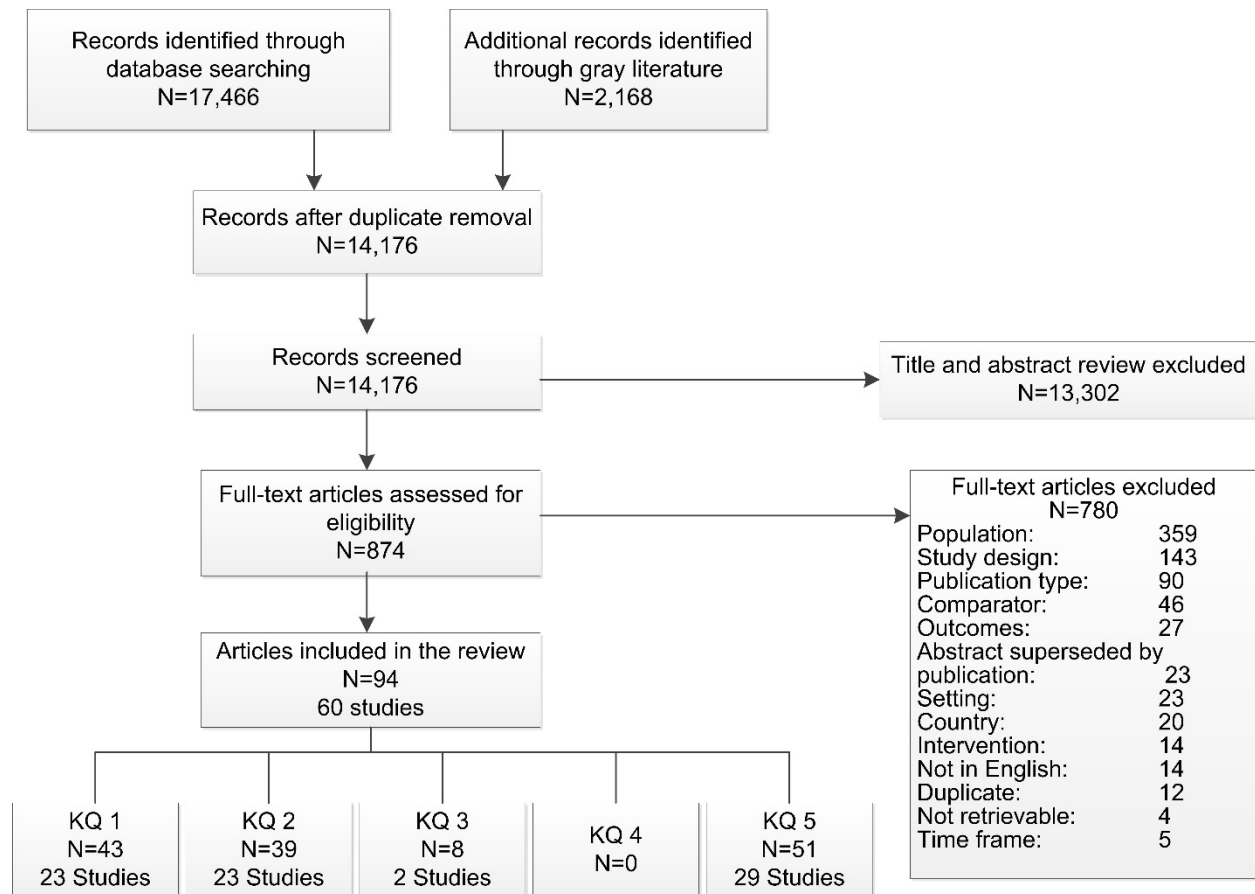 Records identified through
database searching
N=17,466
Additional records identified
through gray literature
N=2,168
Records after duplicate removal
N=14,176
Records screened
N=14,176
Title and abstract review excluded
N=13,302
Full-text articles assessed for
eligibility
N=874
Full-text articles excluded
N=780
Population: 359
Study design: 143
Publication type: 90
Comparator: 46
Outcomes: 27
Abstract superseded by
publication: 23
Setting: 23
Country: 20
Intervention: 14
Not in English: 14
Duplicate: 12
Not retrievable: 4
Time frame: 5
Articles included in the review
N=94
60 studies
KQ 1
N=43
23 Studies
KQ 2
N=39
23 Studies
KQ 3
N=8
2 Studies
KQ 4
N=0
KQ 5
N=51
29 Studies